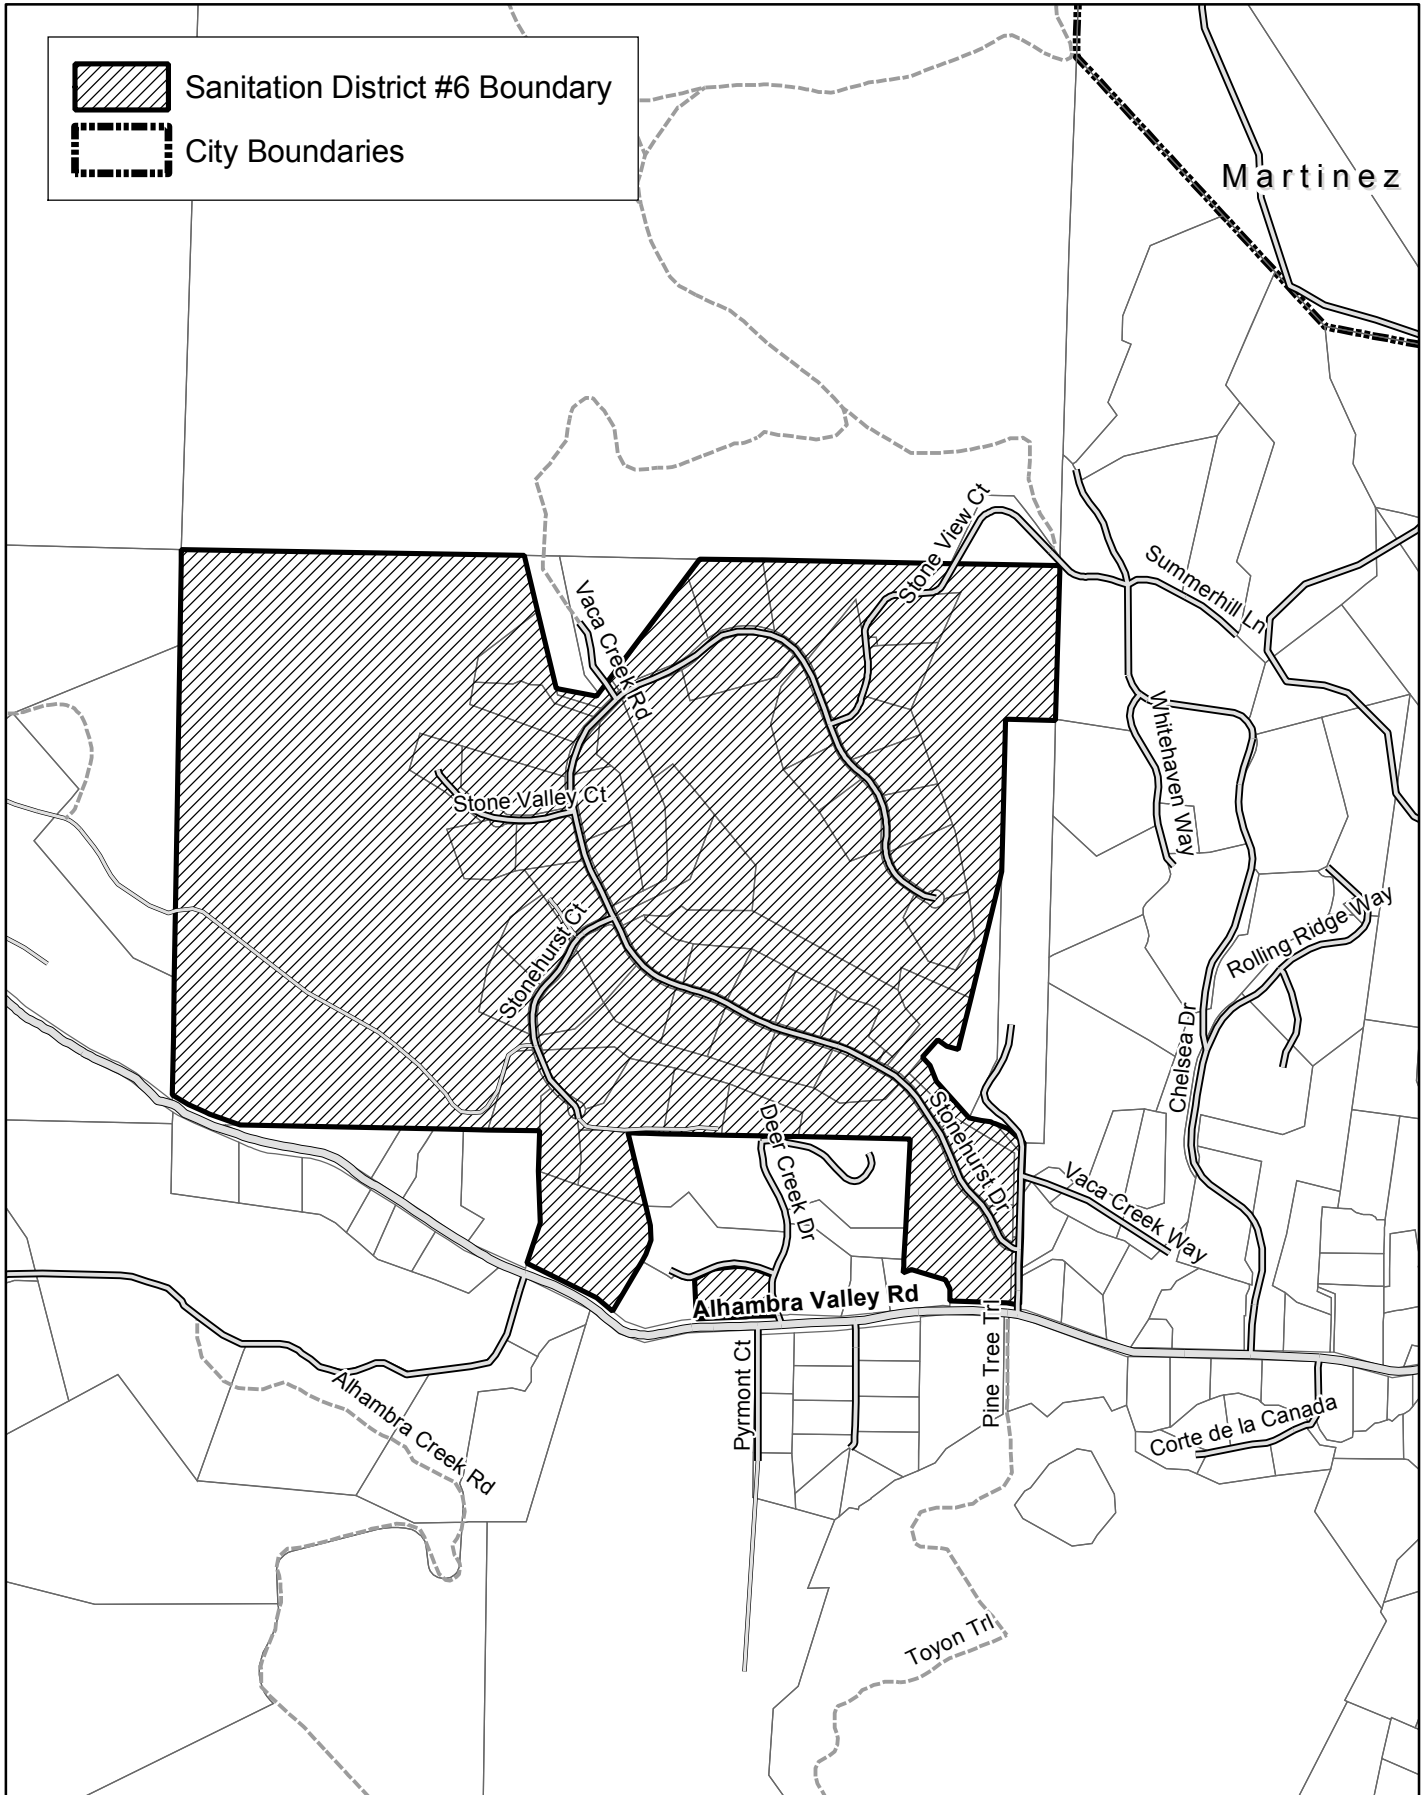 Sanitation District #6 Boundary
City Boundaries
Martinez
Stone View Ct
Summerhill Ln
Vaca Creek Rd
Whitehaven Way
Stone Valley Ct
Rolling Ridge Way
Stonehurst Ct
Chelsea Dr
Stonehurst Dr
Deer Creek Dr
Vaca Creek Way
Alhambra Valley Rd
Pine Tree Trl
Pyrmont Ct
Alhambra Creek Rd
Corte de la Canada
Toyon Trl